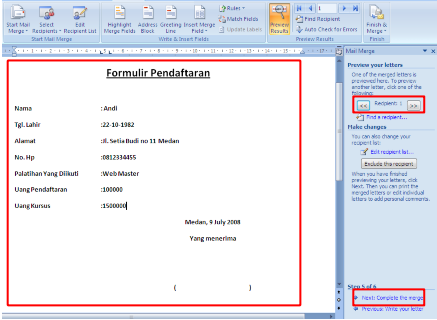 Start Mail Merge
Select Recipients
Edit Recipient List
Start Mail Merge
Highlight Merge Fields
Address Block
Greeting Line
Insert Merge Field
Rules
Match Fields
Update Labels
Write & Insert Fields
Preview Results
1
Find Recipient
Auto Check for Errors
Preview Results
Finish & Merge
Finish
Formulir Pendaftaran
Nama : Andi
Tgl. Lahir :22-10-1982
Alamat :Jl. Setia Budi no 11 Medan
No. Hp :0812334455
Palatihan Yang Diikuti :Web Master
Uang Pendaftaran :100000
Uang Kursus :1500000
Medan, 9 July 2008
Yang menerima
( )
Mail Merge
Preview your letters
One of the merged letters is
previewed here. To preview
another letter, click one of the
following:
<< Recipient: 1 >>
Find a recipient...
Make changes
You can also change your
recipient list:
Edit recipient list...
Exclude this recipient
When you have finished
previewing your letters, click
Next. Then you can print the
merged letters or edit individual
letters to add personal comments.
Step 5 of 6
Next: Complete the merge
Previous: Write your letter